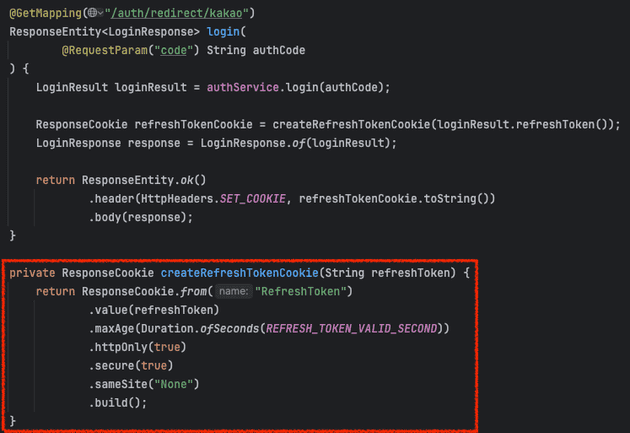 @GetMapping("/auth/redirect/kakao")
ResponseEntity<LoginResponse> login(
        @RequestParam("code") String authCode
) {
    LoginResult loginResult = authService.login(authCode);

    ResponseCookie refreshTokenCookie = createRefreshTokenCookie(loginResult.refreshToken());
    LoginResponse response = LoginResponse.of(loginResult);

    return ResponseEntity.ok()
            .header(HttpHeaders.SET_COOKIE, refreshTokenCookie.toString())
            .body(response);
}

private ResponseCookie createRefreshTokenCookie(String refreshToken) {
    return ResponseCookie.from( name: "RefreshToken")
            .value(refreshToken)
            .maxAge(Duration.ofSeconds(REFRESH_TOKEN_VALID_SECOND))
            .httpOnly(true)
            .secure(true)
            .sameSite("None")
            .build();
}